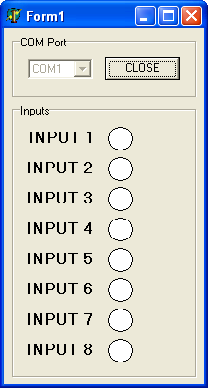 Form1
COM Port
COM1 CLOSE
Inputs
INPUT 1
INPUT 2
INPUT 3
INPUT 4
INPUT 5
INPUT 6
INPUT 7
INPUT 8